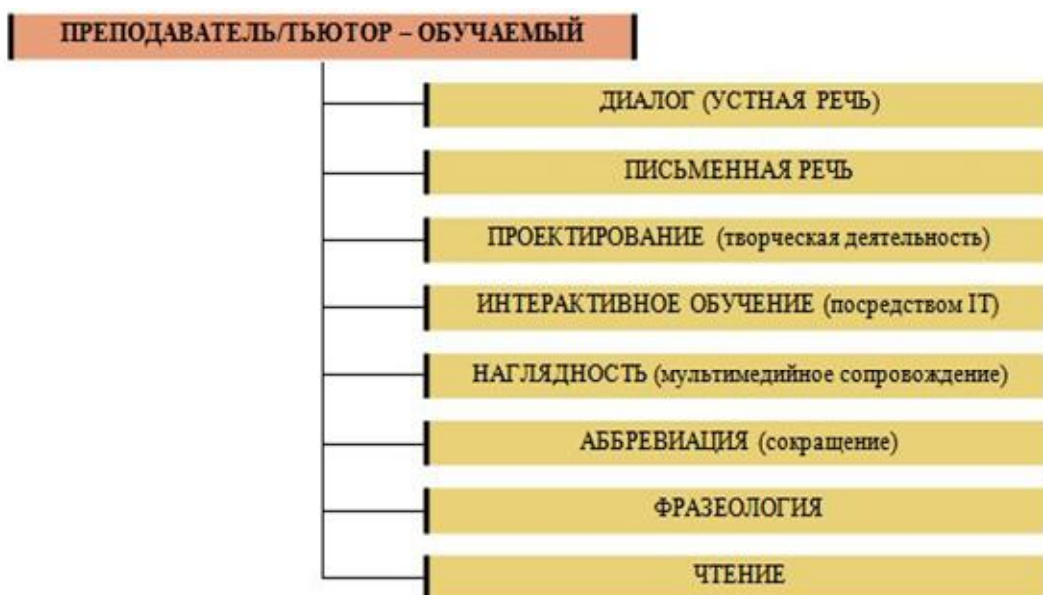 ПРЕПОДАВАТЕЛЬ/ТЬЮТОР – ОБУЧАЕМЫЙ
ДИАЛОГ (УСТНАЯ РЕЧЬ)
ПИСЬМЕННАЯ РЕЧЬ
ПРОЕКТИРОВАНИЕ (творческая деятельность)
ИНТЕРАКТИВНОЕ ОБУЧЕНИЕ (посредством IT)
НАГЛЯДНОСТЬ (мультимедийное сопровождение)
АББРЕВИАЦИЯ (сокращение)
ФРАЗЕОЛОГИЯ
ЧТЕНИЕ